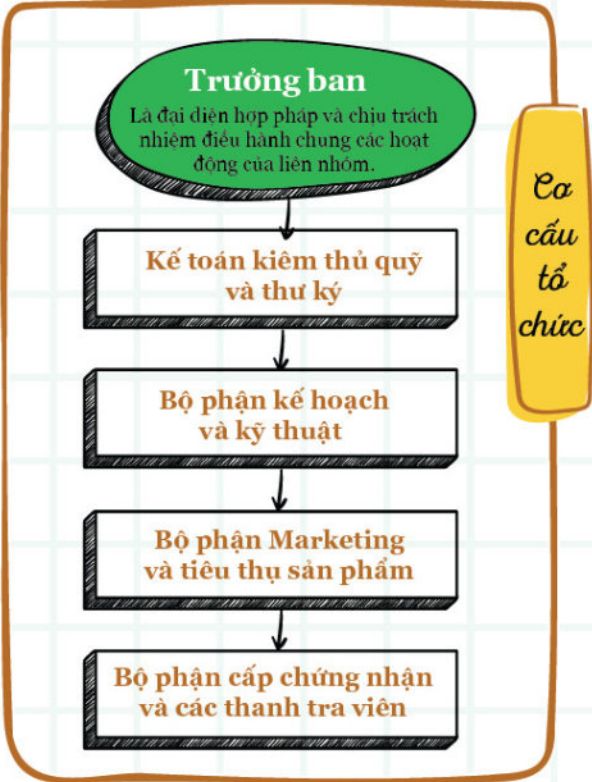 Trưởng ban
Là đại diện hợp pháp và chịu trách
nhiệm điều hành chung các hoạt
động của liên nhóm.
Cơ
cấu
tổ
chức
Kế toán kiêm thủ quỹ
và thư ký
Bộ phận kế hoạch
và kỹ thuật
Bộ phận Marketing
và tiêu thụ sản phẩm
Bộ phận cấp chứng nhận
và các thanh tra viên